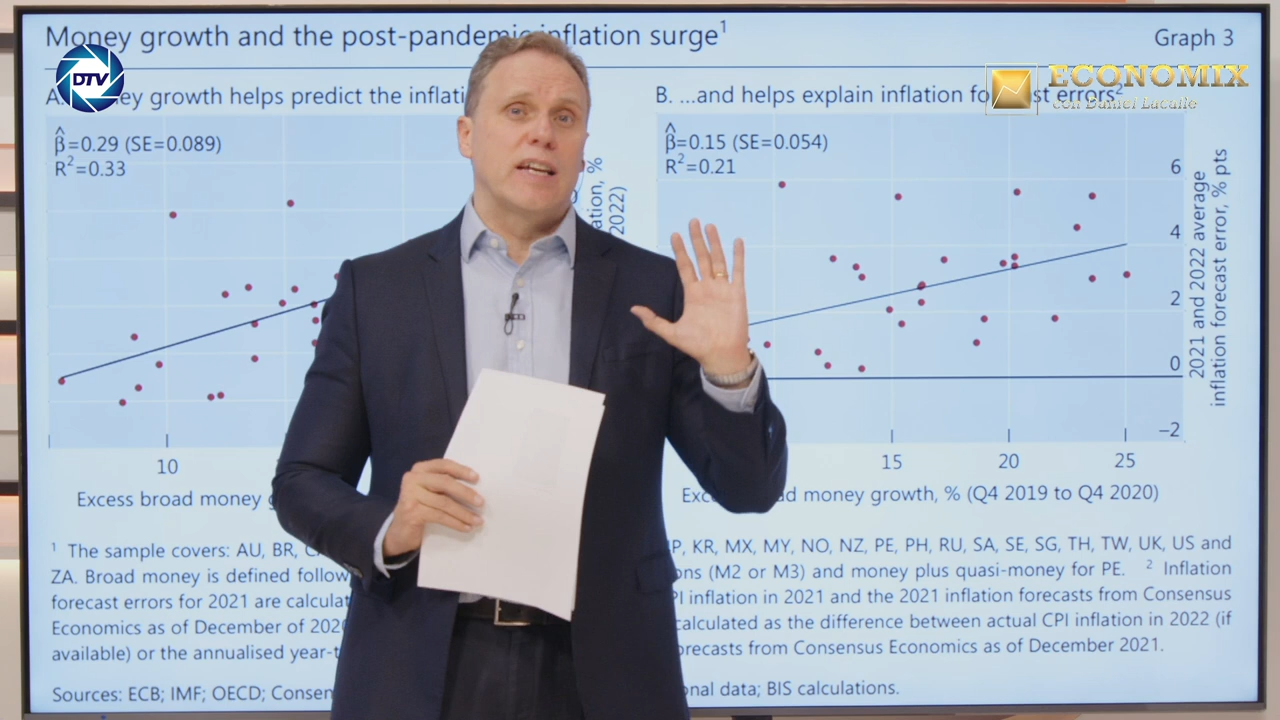 Money growth and the post-pandemic inflation surge¹
Graph 3
DTV
ECONOMIX
con Daniel Lacalle
ey growth helps predict the inflati
B. …and helps explain inflation fo st errors²
β̂=0.29 (SE=0.089)
R²=0.33
β̂=0.15 (SE=0.054)
R²=0.21
ation, %
2022)
6
4
2
0
–2
2021 and 2022 average
inflation forecast error, % pts
10
15
20
25
Excess broad money g
Exce ad money growth, % (Q4 2019 to Q4 2020)
¹ The sample covers: AU, BR, C
JP, KR, MX, MY, NO, NZ, PE, PH, RU, SA, SE, SG, TH, TW, UK, US and
ZA. Broad money is defined follow
ons (M2 or M3) and money plus quasi-money for PE. ² Inflation
forecast errors for 2021 are calculat
PI inflation in 2021 and the 2021 inflation forecasts from Consensus
Economics as of December of 202
calculated as the difference between actual CPI inflation in 2022 (if
available) or the annualised year-t
orecasts from Consensus Economics as of December 2021.
Sources: ECB; IMF; OECD; Consen
onal data; BIS calculations.